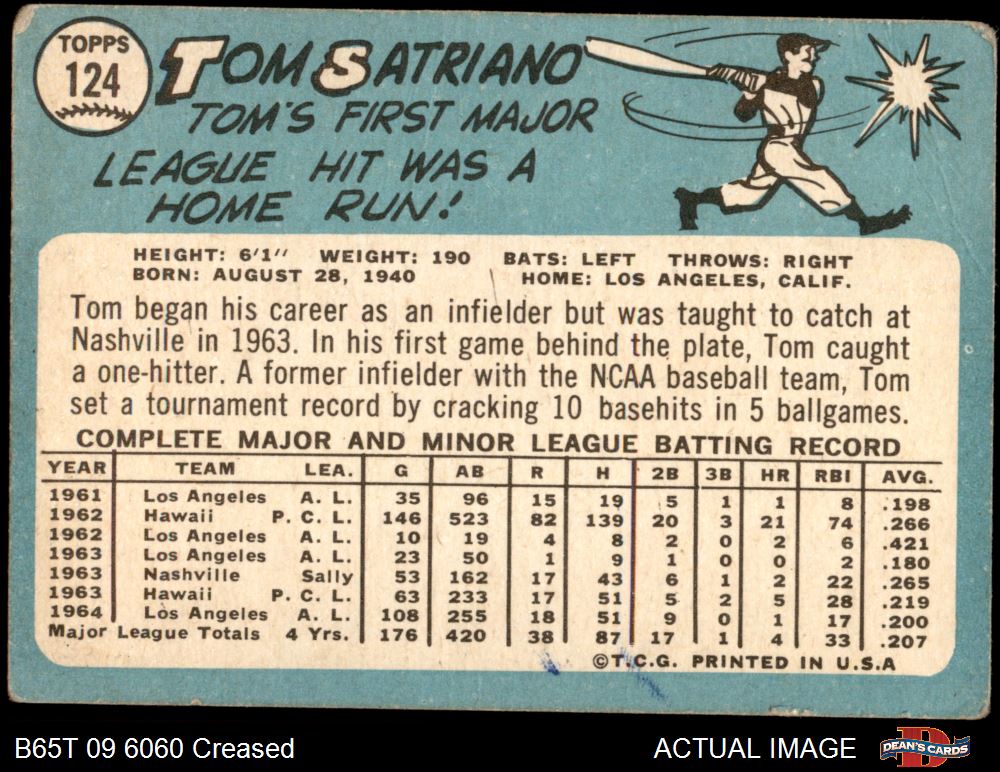 TOPPS
124
TOM SATRIANO
TOM'S FIRST MAJOR
LEAGUE HIT WAS A
HOME RUN!
HEIGHT: 6'1" WEIGHT: 190 BATS: LEFT THROWS: RIGHT
BORN: AUGUST 28, 1940 HOME: LOS ANGELES, CALIF.
Tom began his career as an infielder but was taught to catch at
Nashville in 1963. In his first game behind the plate, Tom caught
a one-hitter. A former infielder with the NCAA baseball team, Tom
set a tournament record by cracking 10 basehits in 5 ballgames.
COMPLETE MAJOR AND MINOR LEAGUE BATTING RECORD
YEAR TEAM LEA. G AB R H 2B 3B HR RBI AVG.
1961 Los Angeles A. L. 35 96 15 19 5 1 1 8 .198
1962 Hawaii P. C. L. 146 523 82 139 20 3 21 74 .266
1962 Los Angeles A. L. 10 19 4 8 2 0 2 6 .421
1963 Los Angeles A. L. 23 50 1 9 1 0 0 2 .180
1963 Nashville Sally 53 162 17 43 6 1 2 22 .265
1963 Hawaii P. C. L. 63 233 17 51 5 2 5 28 .219
1964 Los Angeles A. L. 108 255 18 51 9 0 1 17 .200
Major League Totals 4 Yrs. 176 420 38 87 17 1 4 33 .207
©T.C.G. PRINTED IN U.S.A
B65T 09 6060 Creased
ACTUAL IMAGE
DEAN'S CARDS